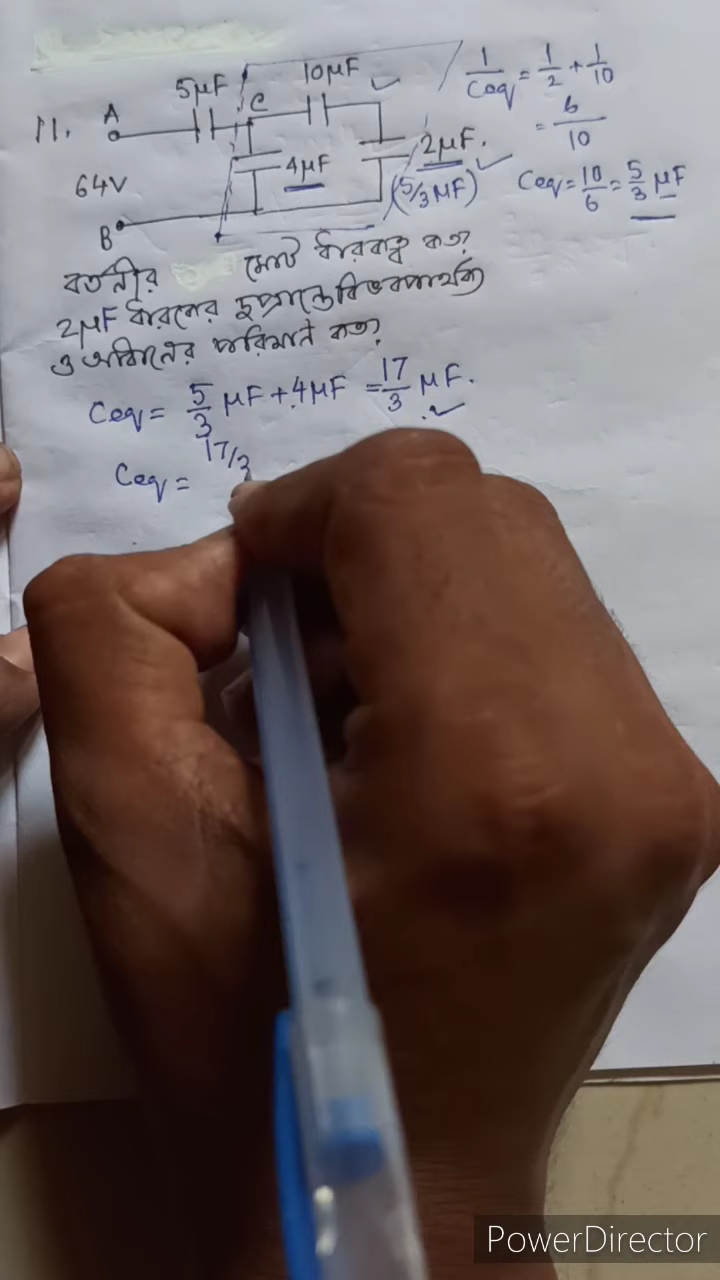 11. A 5μF C 10μF
1/Ceq = 1/2 + 1/10
= 6/10
64V 4μF 2μF. (5/3 μF)
Ceq = 10/6 = 5/3 μF
B
বর্তনীর মোট ধারকত্ব কত?
2μF ধারকের দুপ্রান্তে বিভবপার্থক্য
ও আধানের পরিমান কত?
Ceq = 5/3 μF + 4μF = 17/3 μF.
Ceq = 17/3
PowerDirector